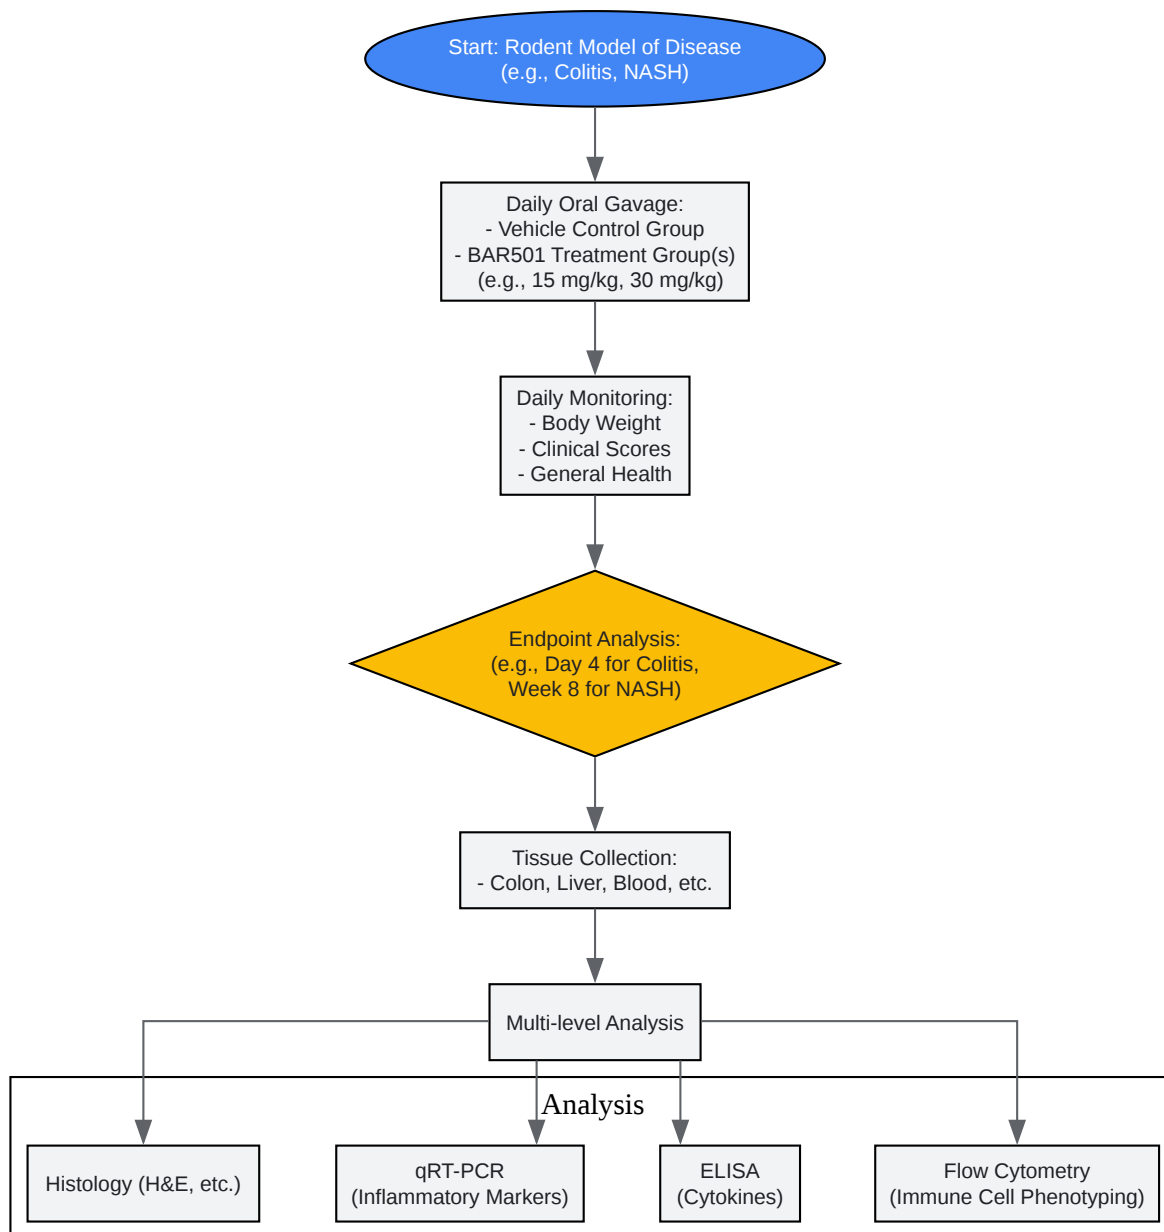 Start: Rodent Model of Disease
(e.g., Colitis, NASH)
Daily Oral Gavage:
- Vehicle Control Group
- BAR501 Treatment Group(s)
(e.g., 15 mg/kg, 30 mg/kg)
Daily Monitoring:
- Body Weight
- Clinical Scores
- General Health
Endpoint Analysis:
(e.g., Day 4 for Colitis,
Week 8 for NASH)
Tissue Collection:
- Colon, Liver, Blood, etc.
Multi-level Analysis
Analysis
Histology (H&E, etc.)
qRT-PCR
(Inflammatory Markers)
ELISA
(Cytokines)
Flow Cytometry
(Immune Cell Phenotyping)